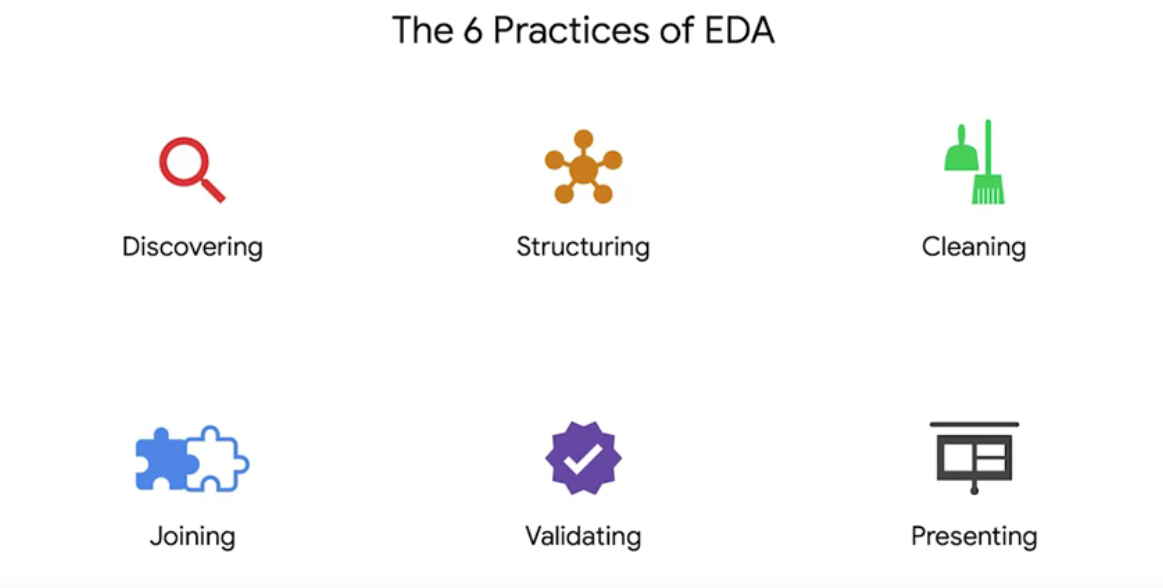 The 6 Practices of EDA
Discovering
Structuring
Cleaning
Joining
Validating
Presenting